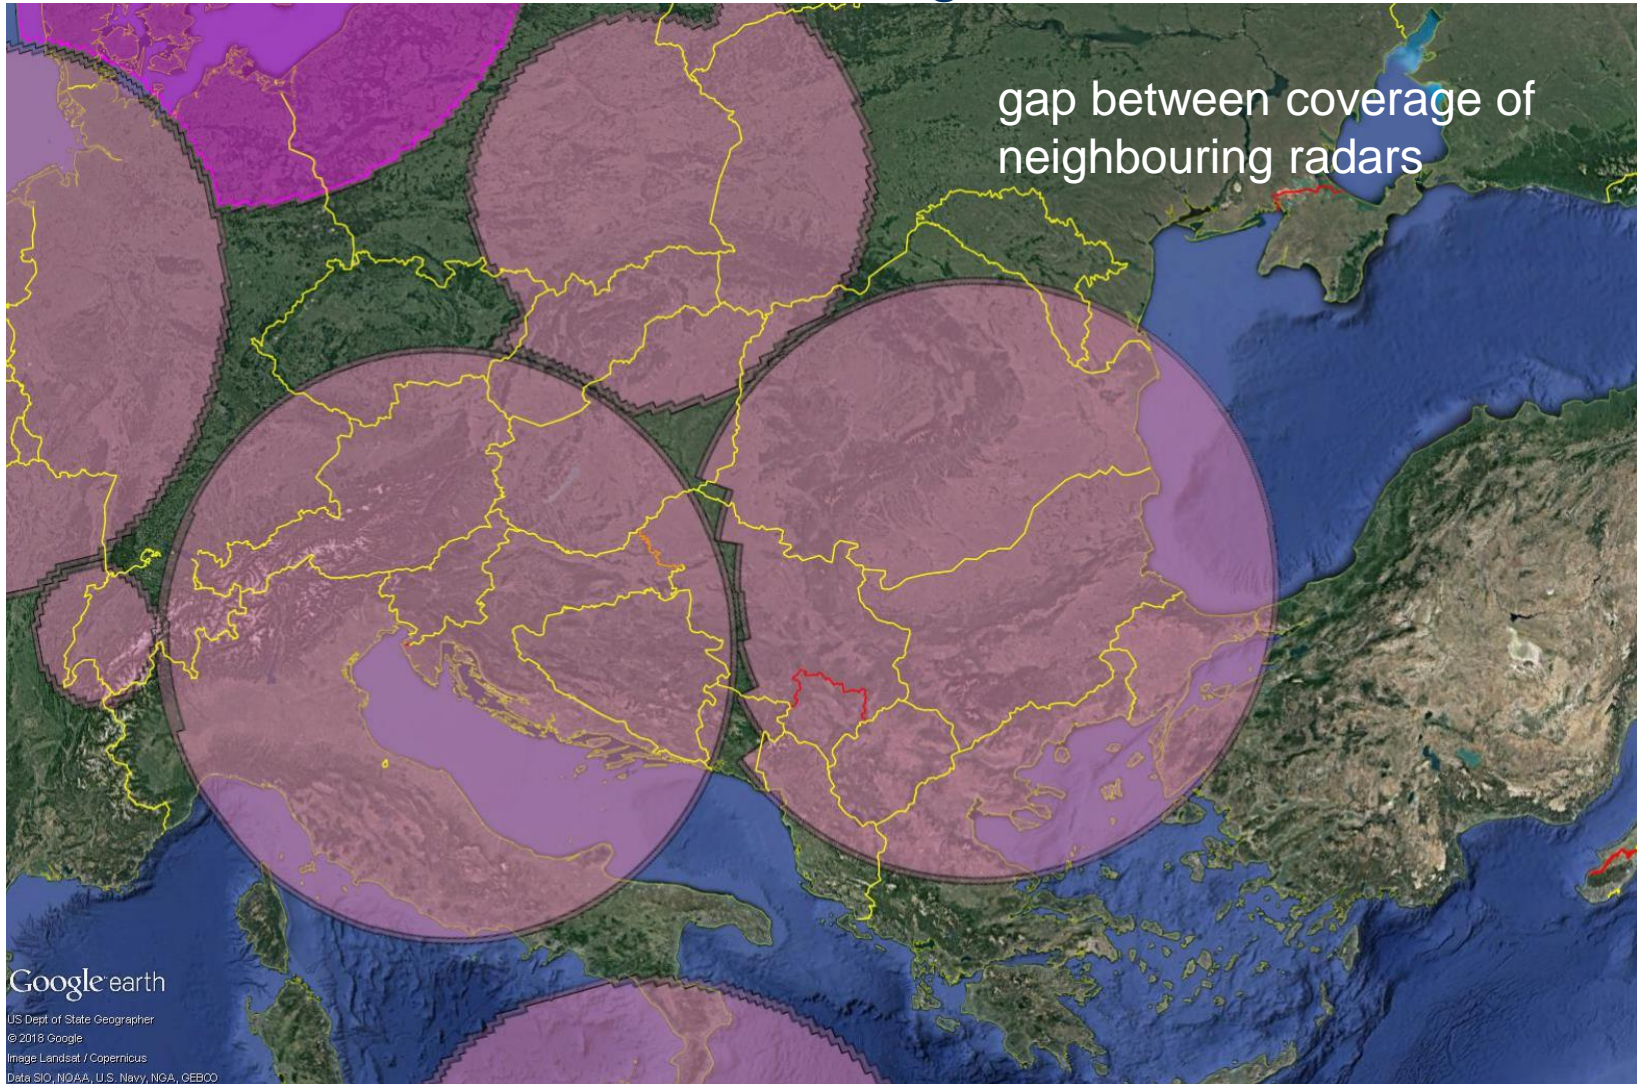 gap between coverage of
neighbouring radars
Google earth
US Dept of State Geographer
© 2018 Google
Image Landsat / Copernicus
Data SIO, NOAA, U.S. Navy, NGA, GEBCO